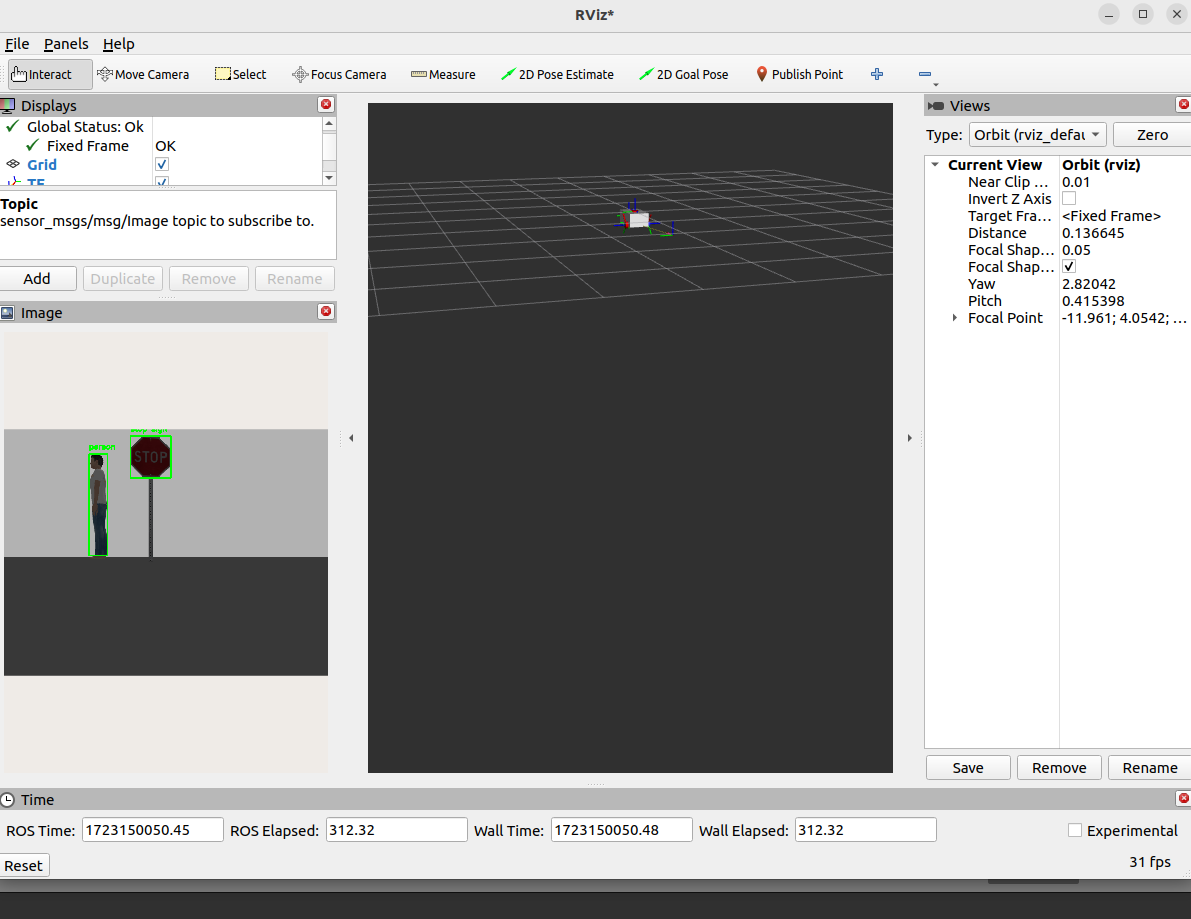 RViz*
File Panels Help
Interact Move Camera Select Focus Camera Measure 2D Pose Estimate 2D Goal Pose Publish Point
Displays
Global Status: Ok
Fixed Frame OK
Grid
TF
Topic
sensor_msgs/msg/Image topic to subscribe to.
Add Duplicate Remove Rename
Image
person
STOP
Views
Type: Orbit (rviz_defau Zero
Current View Orbit (rviz)
Near Clip ... 0.01
Invert Z Axis
Target Fra... <Fixed Frame>
Distance 0.136645
Focal Shap... 0.05
Focal Shap...
Yaw 2.82042
Pitch 0.415398
Focal Point -11.961; 4.0542; ...
Save Remove Rename
Time
ROS Time: 1723150050.45 ROS Elapsed: 312.32 Wall Time: 1723150050.48 Wall Elapsed: 312.32 Experimental
Reset 31 fps